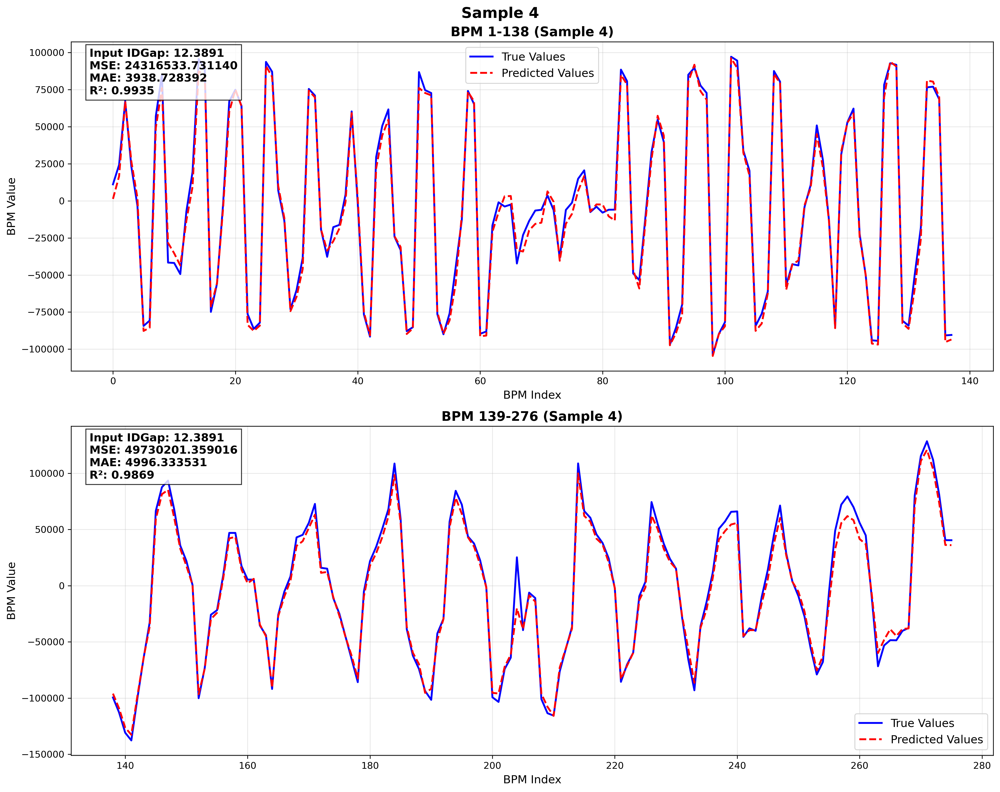 Sample 4
BPM 1-138 (Sample 4)
Input IDGap: 12.3891
MSE: 24316533.731140
MAE: 3938.728392
R²: 0.9935
True Values
Predicted Values
BPM Value
100000
75000
50000
25000
0
−25000
−50000
−75000
−100000
0 20 40 60 80 100 120 140
BPM Index
BPM 139-276 (Sample 4)
Input IDGap: 12.3891
MSE: 49730201.359016
MAE: 4996.333531
R²: 0.9869
BPM Value
100000
50000
0
−50000
−100000
−150000
True Values
Predicted Values
140 160 180 200 220 240 260 280
BPM Index